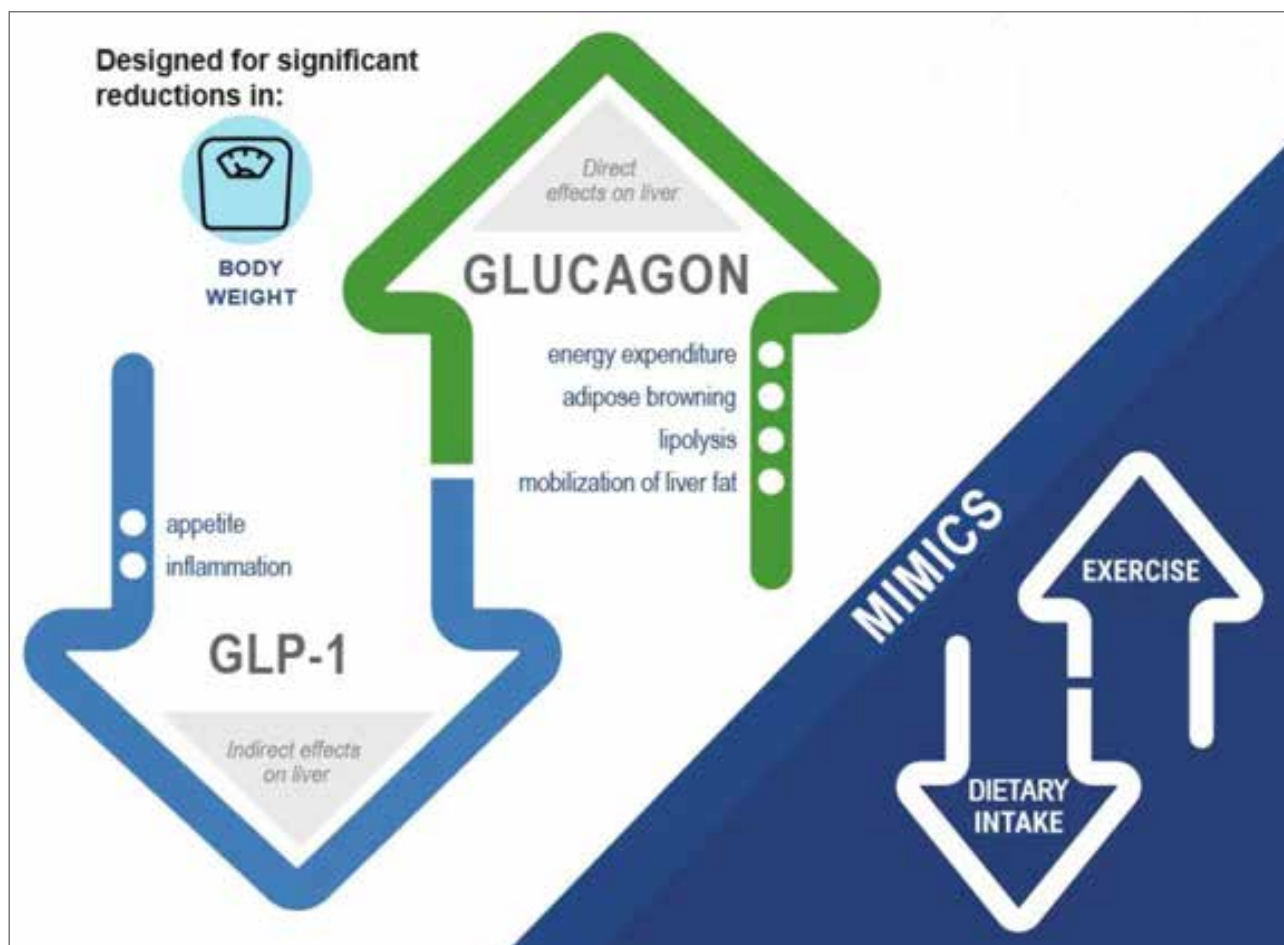 Designed for significant
reductions in:
BODY
WEIGHT
Direct
effects on liver
GLUCAGON
energy expenditure
adipose browning
lipolysis
mobilization of liver fat
appetite
inflammation
GLP-1
Indirect effects
on liver
MIMICS
EXERCISE
DIETARY
INTAKE